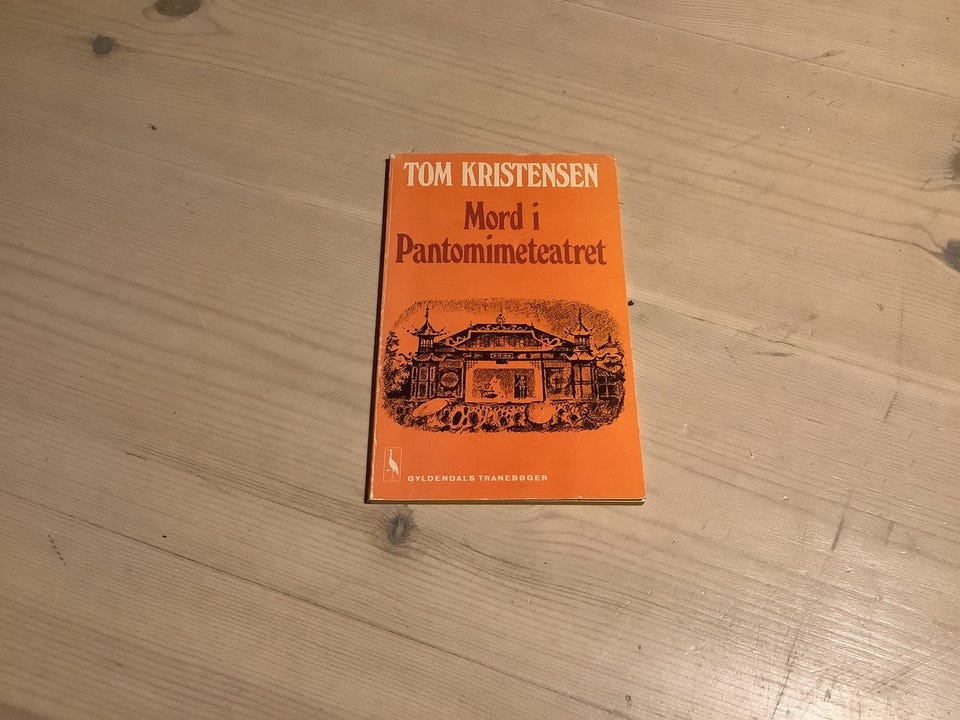 TOM KRISTENSEN
Mord i
Pantomimeteatret
GYLDENDALS TRANEBØGER